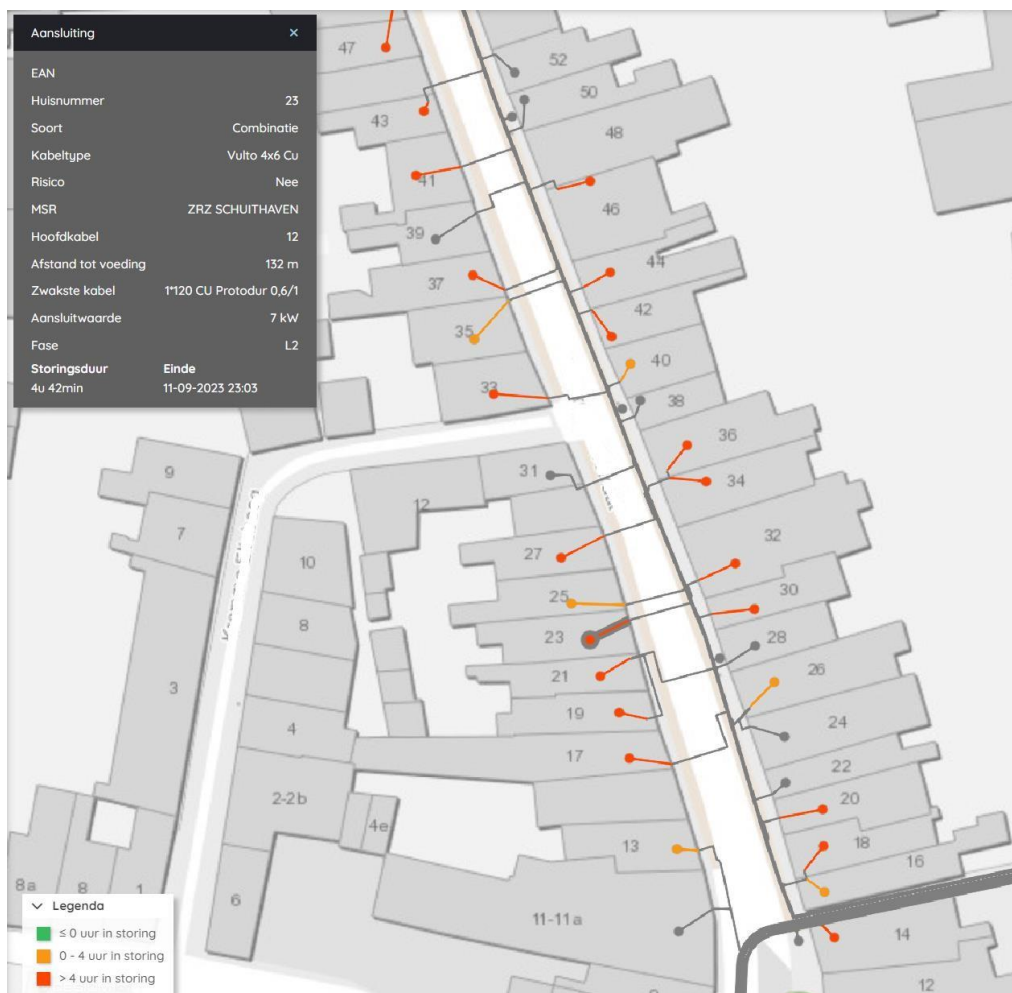 Aansluiting ×
EAN
Huisnummer 23
Soort Combinatie
Kabeltype Vulto 4x6 Cu
Risico Nee
MSR ZRZ SCHUITHAVEN
Hoofdkabel 12
Afstand tot voeding 132 m
Zwakste kabel 1*120 CU Protodur 0,6/1
Aansluitwaarde 7 kW
Fase L2
Storingsduur Einde
4u 42min 11-09-2023 23:03
47
52
50
43
48
41
46
39
44
37
42
35
40
33
38
36
31
9
34
12
7
32
27
10
30
25
8
23
28
21
26
3
19
24
4
17
22
2-2b
20
4e
18
13
16
8a
8
1
6
11-11a
14
12
Legenda
≤ 0 uur in storing
0 - 4 uur in storing
> 4 uur in storing